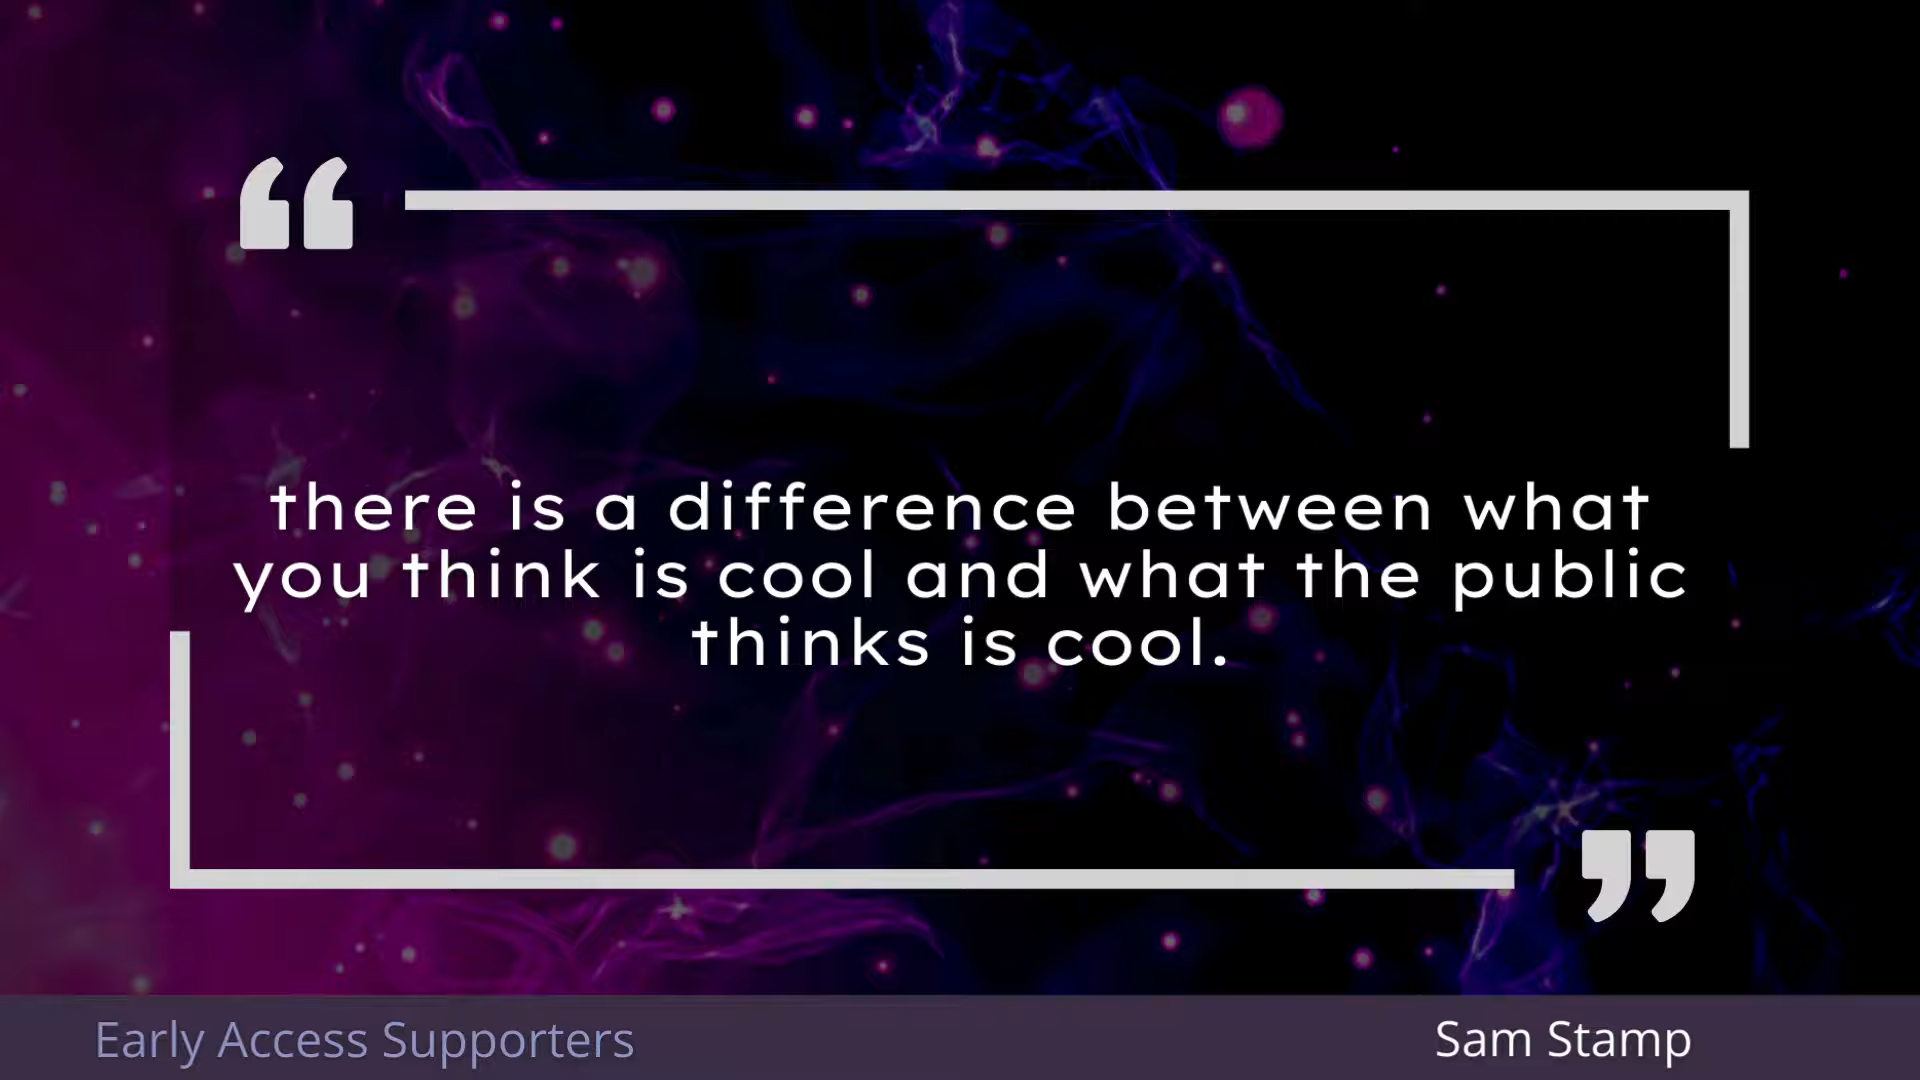 “
there is a difference between what
you think is cool and what the public
thinks is cool.
”
Early Access Supporters
Sam Stamp